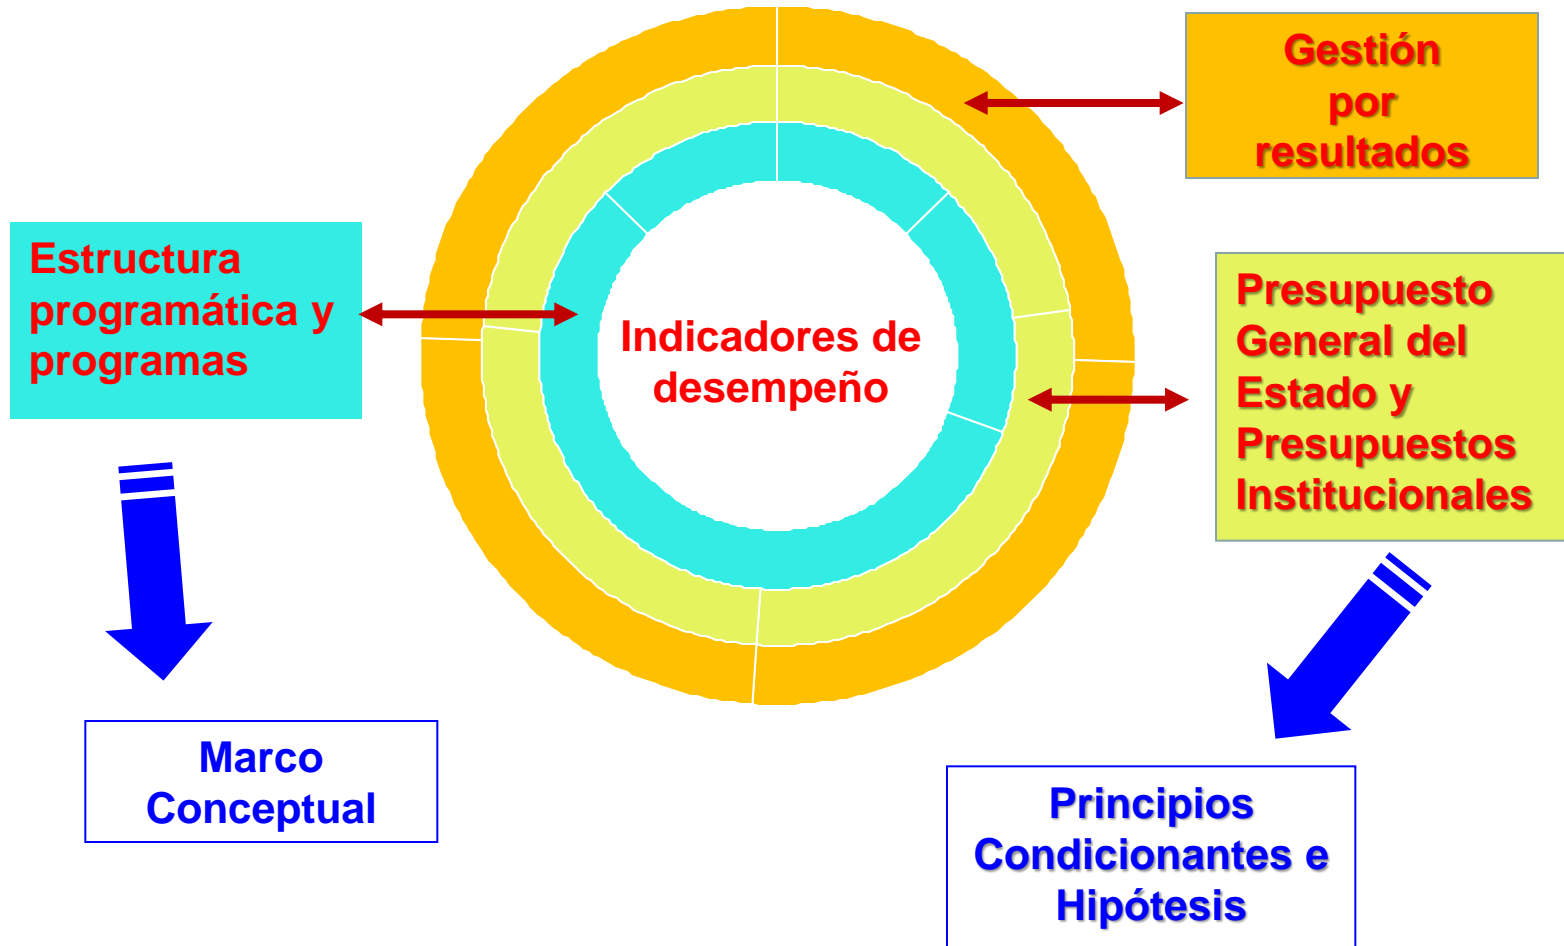 Gestión
por
resultados
Estructura
programática y
programas
Indicadores de
desempeño
Presupuesto
General del
Estado y
Presupuestos
Institucionales
Marco
Conceptual
Principios
Condicionantes e
Hipótesis